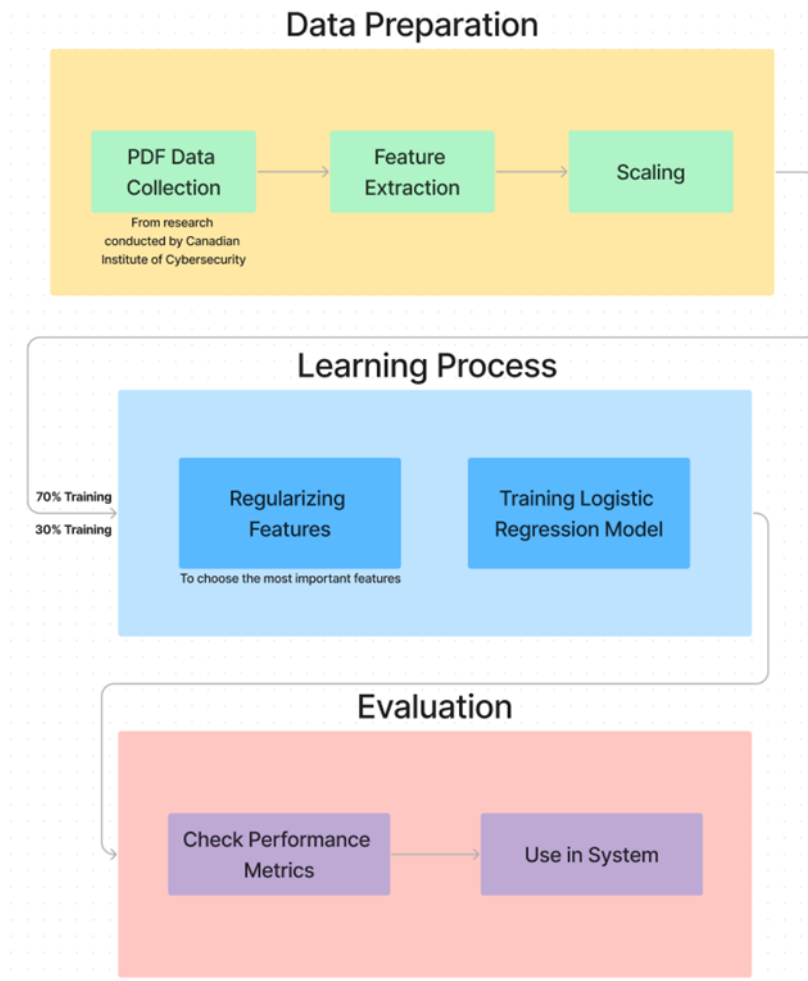 Data Preparation
PDF Data
Collection
Feature
Extraction
Scaling
From research
conducted by Canadian
Institute of Cybersecurity
Learning Process
70% Training
30% Training
Regularizing
Features
Training Logistic
Regression Model
To choose the most important features
Evaluation
Check Performance
Metrics
Use in System